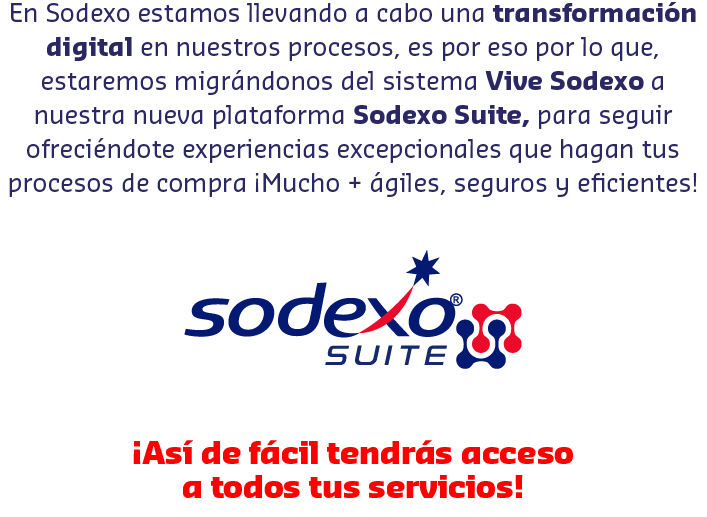 En Sodexo estamos llevando a cabo una transformación
digital en nuestros procesos, es por eso por lo que,
estaremos migrándonos del sistema Vive Sodexo a
nuestra nueva plataforma Sodexo Suite, para seguir
ofreciéndote experiencias excepcionales que hagan tus
procesos de compra ¡Mucho + ágiles, seguros y eficientes!
sodexo®
SUITE
¡Así de fácil tendrás acceso
a todos tus servicios!